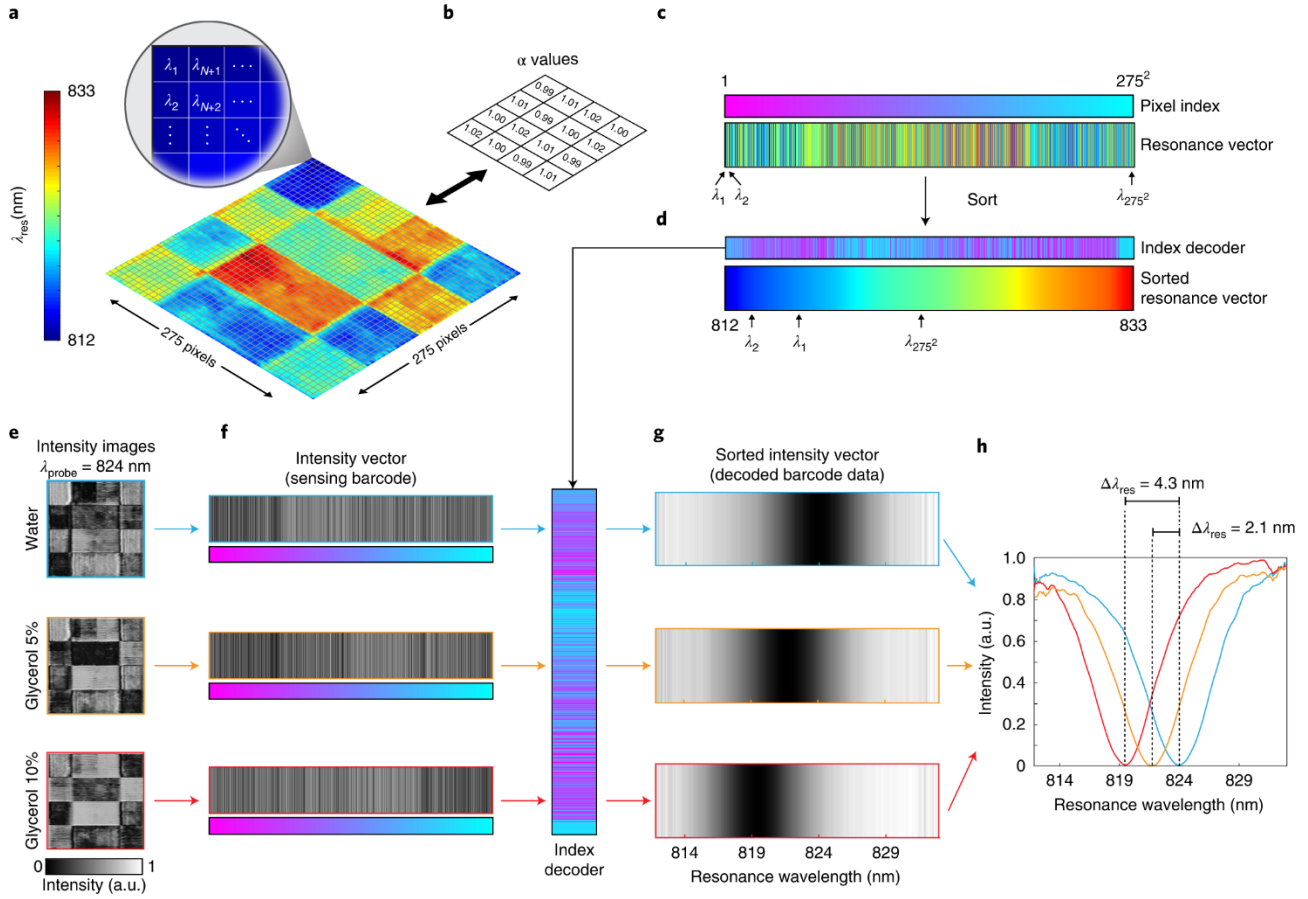 a
λ1 λN+1 ...
λ2 λN+2 ...
⋮ ⋮ ⋱
833
λres(nm)
812
275 pixels
275 pixels
b
α values
0.99 1.01 1.02 1.00
1.01 0.99 1.00 1.01
1.00 1.02 1.01 0.99
1.02 1.00 0.99 1.01
c
1 275²
Pixel index
Resonance vector
λ1 λ2 λ275²
Sort
d
Index decoder
Sorted
resonance vector
812 833
λ2 λ1 λ275²
e
Intensity images
λprobe = 824 nm
Water
Glycerol 5%
Glycerol 10%
0 1
Intensity (a.u.)
f
Intensity vector
(sensing barcode)
Index
decoder
g
Sorted intensity vector
(decoded barcode data)
814 819 824 829
Resonance wavelength (nm)
h
Δλres = 4.3 nm
Δλres = 2.1 nm
1.0
0.8
0.6
0.4
0.2
0
Intensity (a.u.)
814 819 824 829
Resonance wavelength (nm)